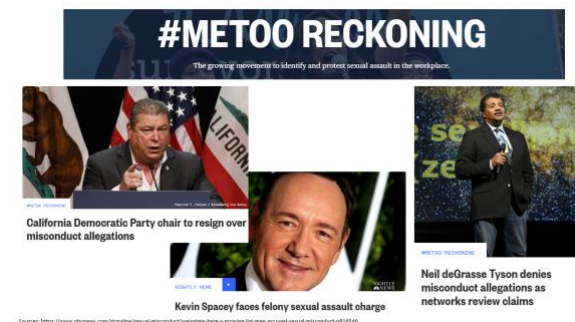 #METOO RECKONING
The growing movement to identify and protest sexual assault in the workplace.
#METOO RECKONING
California Democratic Party chair to resign over
misconduct allegations
NIGHTLY NEWS
NIGHTLY
NEWS
Kevin Spacey faces felony sexual assault charge
#METOO RECKONING
Neil deGrasse Tyson denies
misconduct allegations as
networks review claims